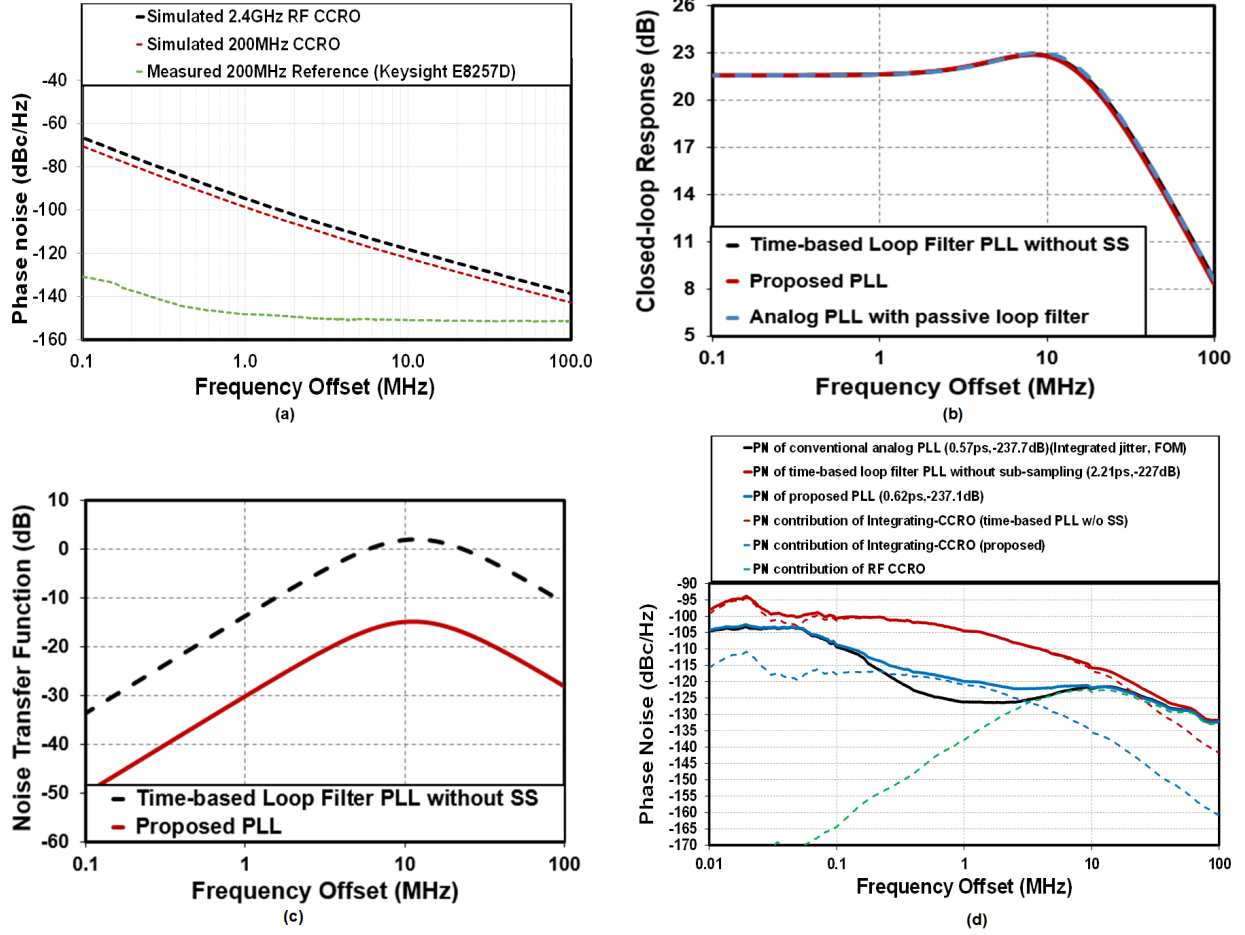 Simulated 2.4GHz RF CCRO
Simulated 200MHz CCRO
Measured 200MHz Reference (Keysight E8257D)
Phase noise (dBc/Hz)
-40
-60
-80
-100
-120
-140
-160
0.1
1.0
10.0
100.0
Frequency Offset (MHz)
(a)
Closed-loop Response (dB)
26
23
21
17
14
11
8
5
Time-based Loop Filter PLL without SS
Proposed PLL
Analog PLL with passive loop filter
0.1
1
10
100
Frequency Offset (MHz)
(b)
Noise Transfer Function (dB)
10
0
-10
-20
-30
-40
-50
-60
Time-based Loop Filter PLL without SS
Proposed PLL
0.1
1
10
100
Frequency Offset (MHz)
(c)
PN of conventional analog PLL (0.57ps,-237.7dB)(Integrated jitter, FOM)
PN of time-based loop filter PLL without sub-sampling (2.21ps,-227dB)
PN of proposed PLL (0.62ps,-237.1dB)
PN contribution of Integrating-CCRO (time-based PLL w/o SS)
PN contribution of Integrating-CCRO (proposed)
PN contribution of RF CCRO
Phase Noise (dBc/Hz)
-90
-95
-100
-105
-110
-115
-120
-125
-130
-135
-140
-145
-150
-155
-160
-165
-170
0.01
0.1
1
10
100
Frequency Offset (MHz)
(d)